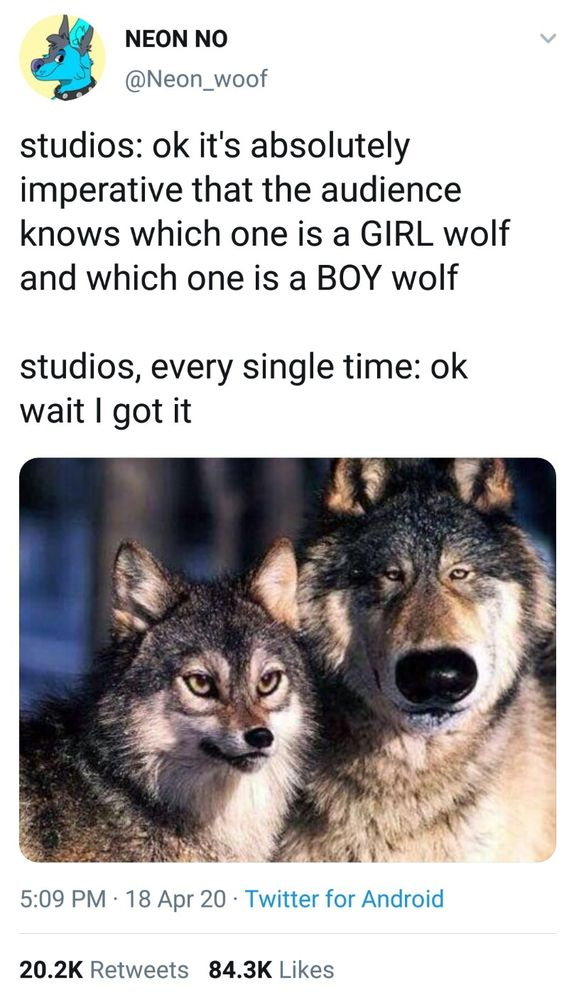 NEON NO
@Neon_woof
studios: ok it's absolutely
imperative that the audience
knows which one is a GIRL wolf
and which one is a BOY wolf
studios, every single time: ok
wait I got it
5:09 PM · 18 Apr 20 · Twitter for Android
20.2K Retweets 84.3K Likes